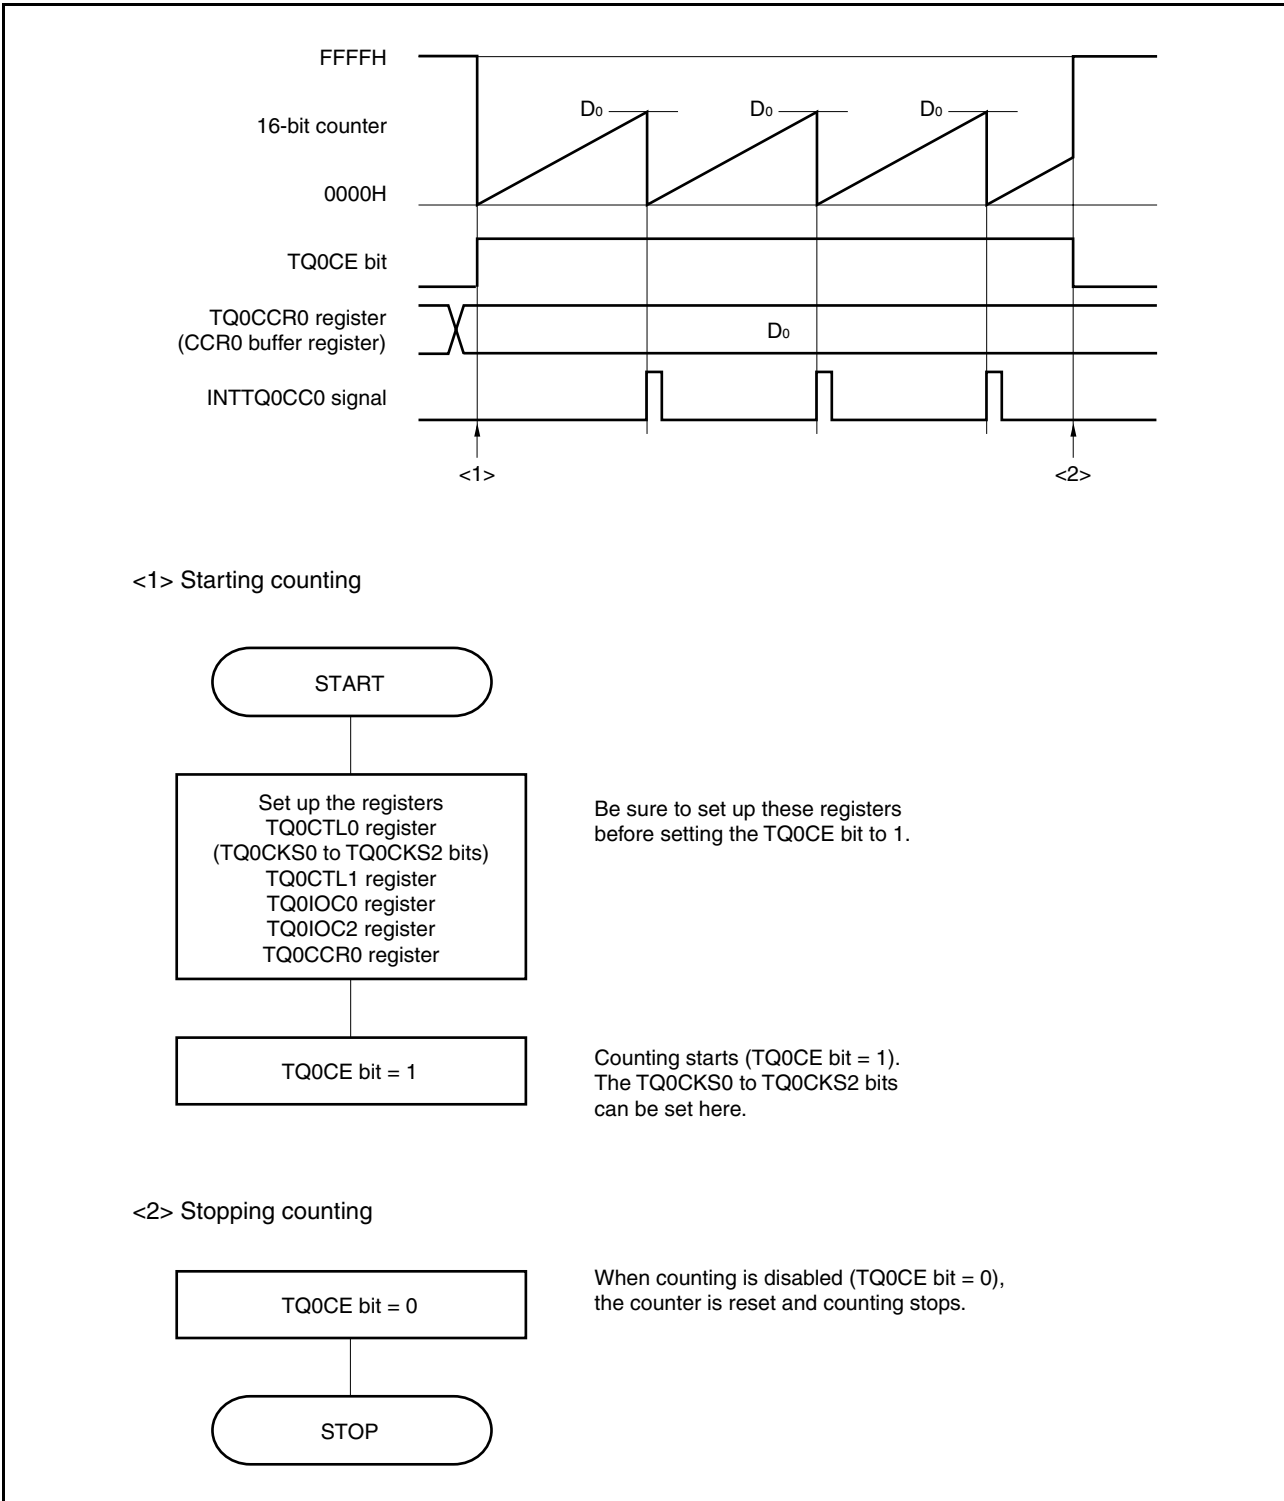 FFFFH
D0 D0 D0
16-bit counter
0000H
TQ0CE bit
TQ0CCR0 register
(CCR0 buffer register)
D0
INTTQ0CC0 signal
<1> <2>
<1> Starting counting
START
Set up the registers
TQ0CTL0 register
(TQ0CKS0 to TQ0CKS2 bits)
TQ0CTL1 register
TQ0IOC0 register
TQ0IOC2 register
TQ0CCR0 register
Be sure to set up these registers
before setting the TQ0CE bit to 1.
TQ0CE bit = 1
Counting starts (TQ0CE bit = 1).
The TQ0CKS0 to TQ0CKS2 bits
can be set here.
<2> Stopping counting
TQ0CE bit = 0
When counting is disabled (TQ0CE bit = 0),
the counter is reset and counting stops.
STOP